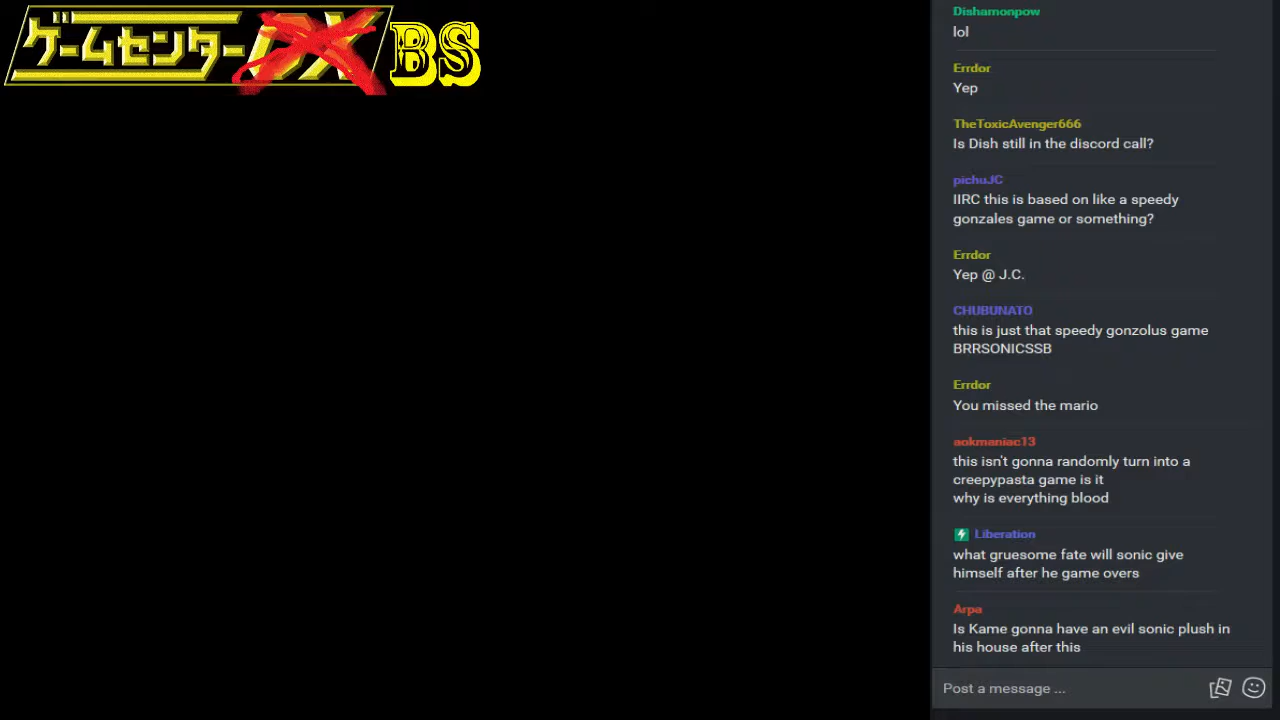 ゲームセンターDX BS
Dishamonpow
lol
Errdor
Yep
TheToxicAvenger666
Is Dish still in the discord call?
pichuJC
IIRC this is based on like a speedy
gonzales game or something?
Errdor
Yep @ J.C.
CHUBUNATO
this is just that speedy gonzolus game
BRRSONICSSB
Errdor
You missed the mario
aokmaniac13
this isn't gonna randomly turn into a
creepypasta game is it
why is everything blood
Liberation
what gruesome fate will sonic give
himself after he game overs
Arpa
Is Kame gonna have an evil sonic plush in
his house after this
Post a message ...